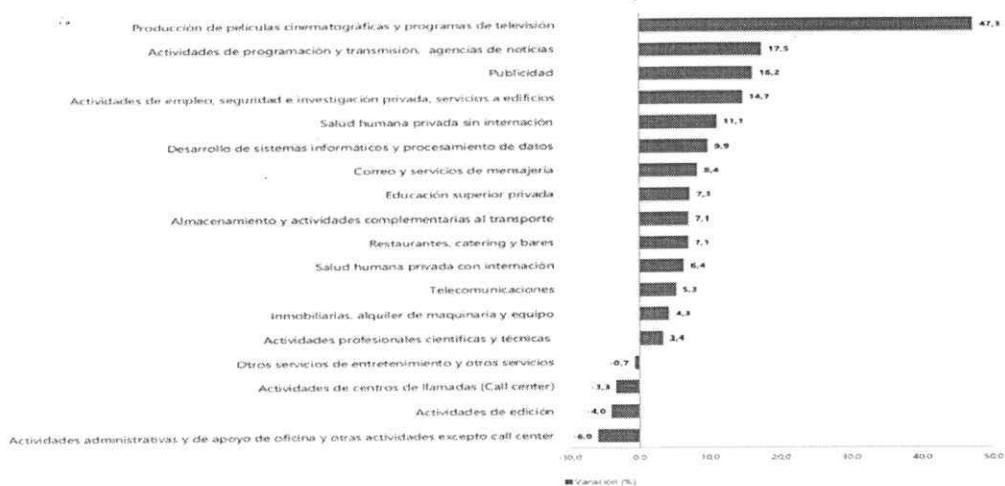 Producción de películas cinematográficas y programas de televisión 47,3
Actividades de programación y transmisión, agencias de noticias 17,5
Publicidad 16,2
Actividades de empleo, seguridad e investigación privada, servicios a edificios 14,7
Salud humana privada sin internación 11,1
Desarrollo de sistemas informáticos y procesamiento de datos 9,9
Correo y servicios de mensajería 8,4
Educación superior privada 7,3
Almacenamiento y actividades complementarias al transporte 7,1
Restaurantes, catering y bares 7,1
Salud humana privada con internación 6,4
Telecomunicaciones 5,3
Inmobiliarias, alquiler de maquinaria y equipo 4,3
Actividades profesionales científicas y técnicas 3,4
Otros servicios de entretenimiento y otros servicios -0,7
Actividades de centros de llamadas (Call center) -3,3
Actividades de edición -4,0
Actividades administrativas y de apoyo de oficina y otras actividades excepto call center -6,0
-10,0 0,0 10,0 20,0 30,0 40,0 50,0
Variación (%)